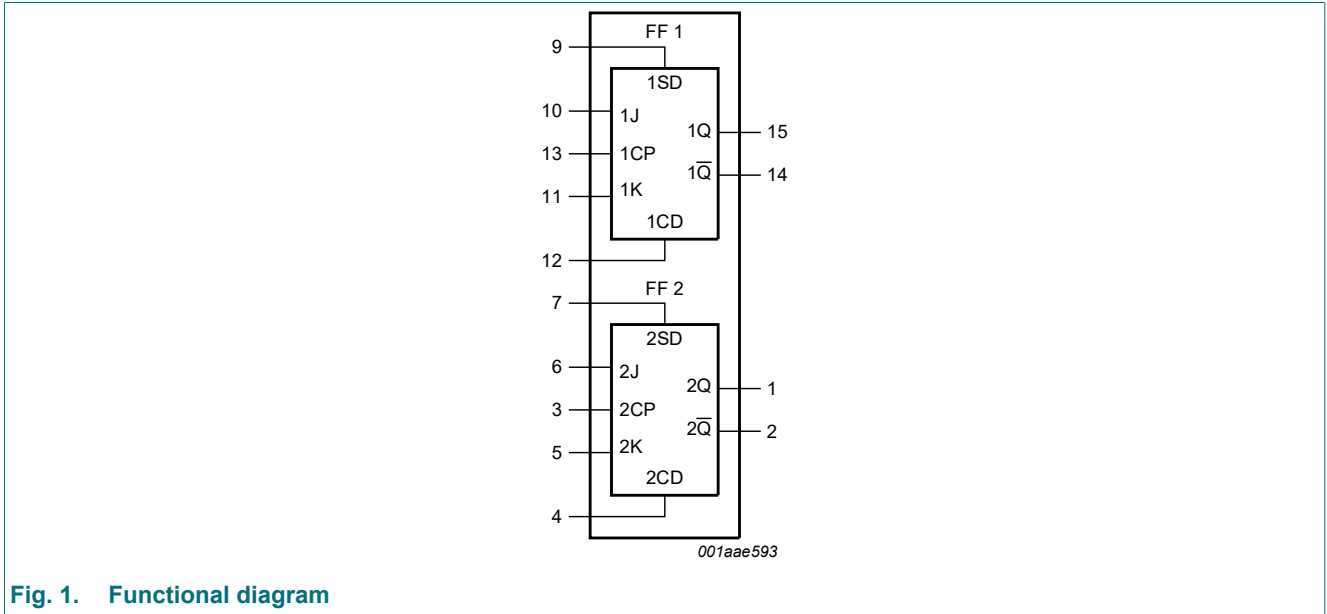 FF 1
9
1SD
10
1J
1Q
15
13
1CP
1Q̅
14
11
1K
1CD
12
FF 2
7
2SD
6
2J
2Q
1
3
2CP
2Q̅
2
5
2K
2CD
4
001aae593
Fig. 1. Functional diagram